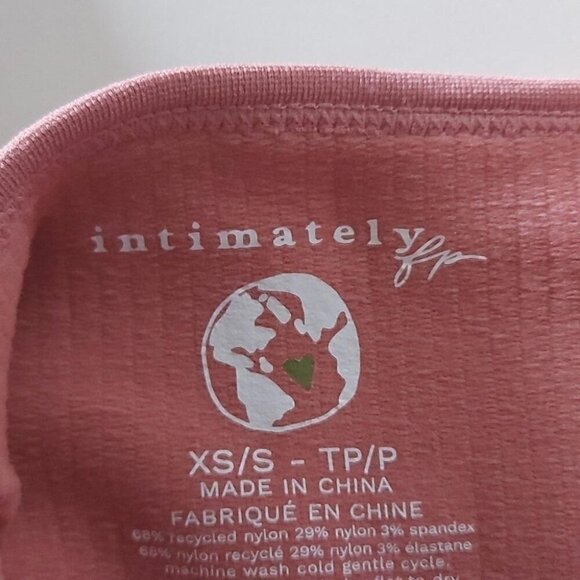 intimately fp
XS/S - TP/P
MADE IN CHINA
FABRIQUÉ EN CHINE
68% recycled nylon 29% nylon 3% spandex
68% nylon recyclé 29% nylon 3% élastane
machine wash cold gentle cycle.